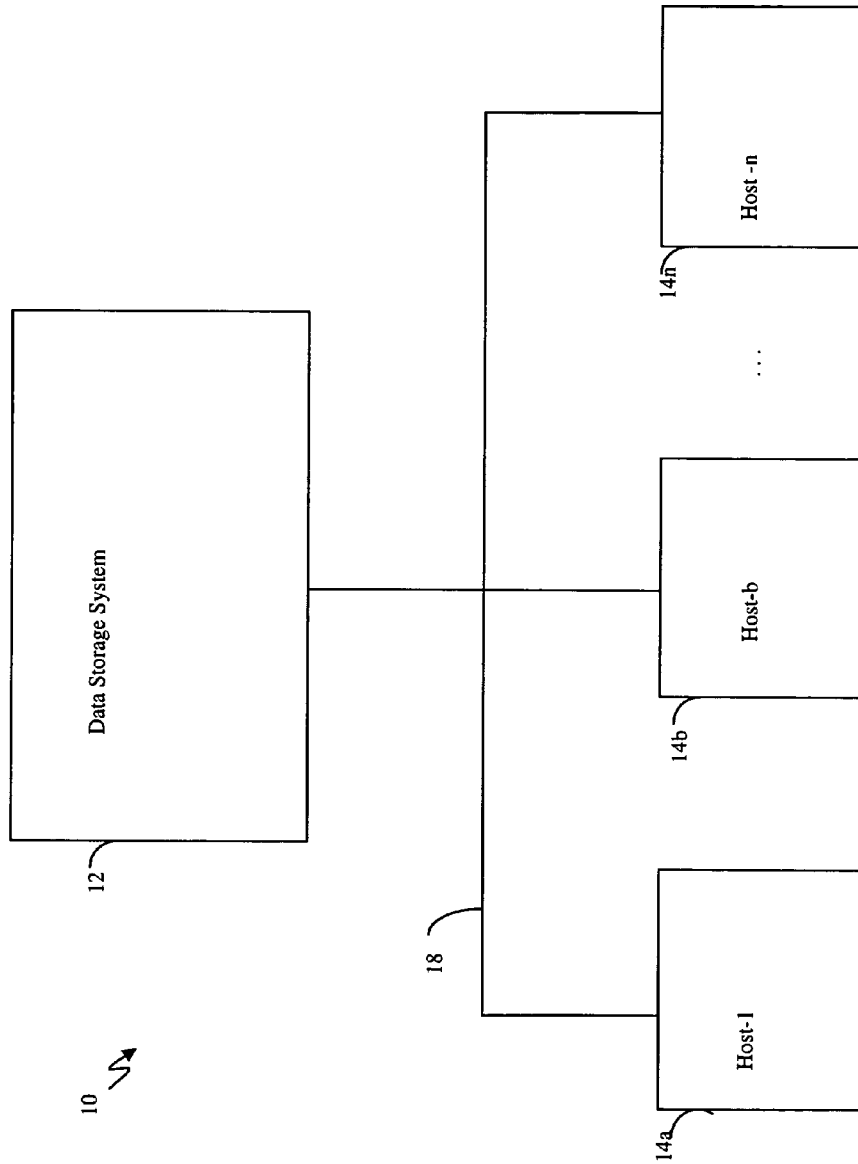 10
12
Data Storage System
18
14a
Host-1
14b
Host-b
...
14n
Host -n